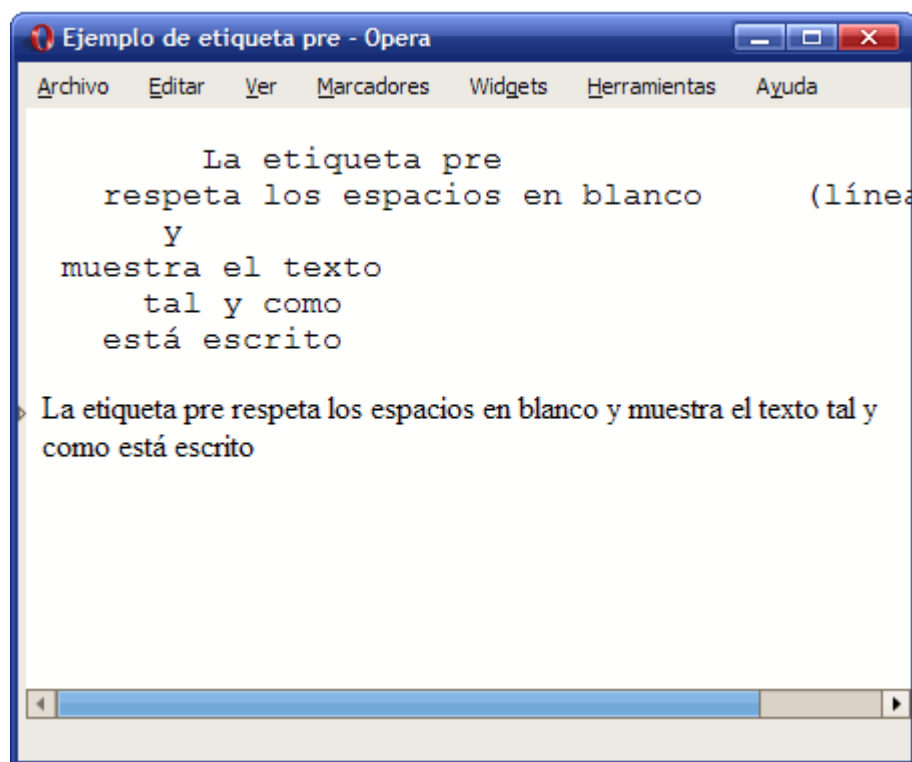 Ejemplo de etiqueta pre - Opera
Archivo Editar Ver Marcadores Widgets Herramientas Ayuda
La etiqueta pre
respeta los espacios en blanco (línea
y
muestra el texto
tal y como
está escrito
La etiqueta pre respeta los espacios en blanco y muestra el texto tal y
como está escrito